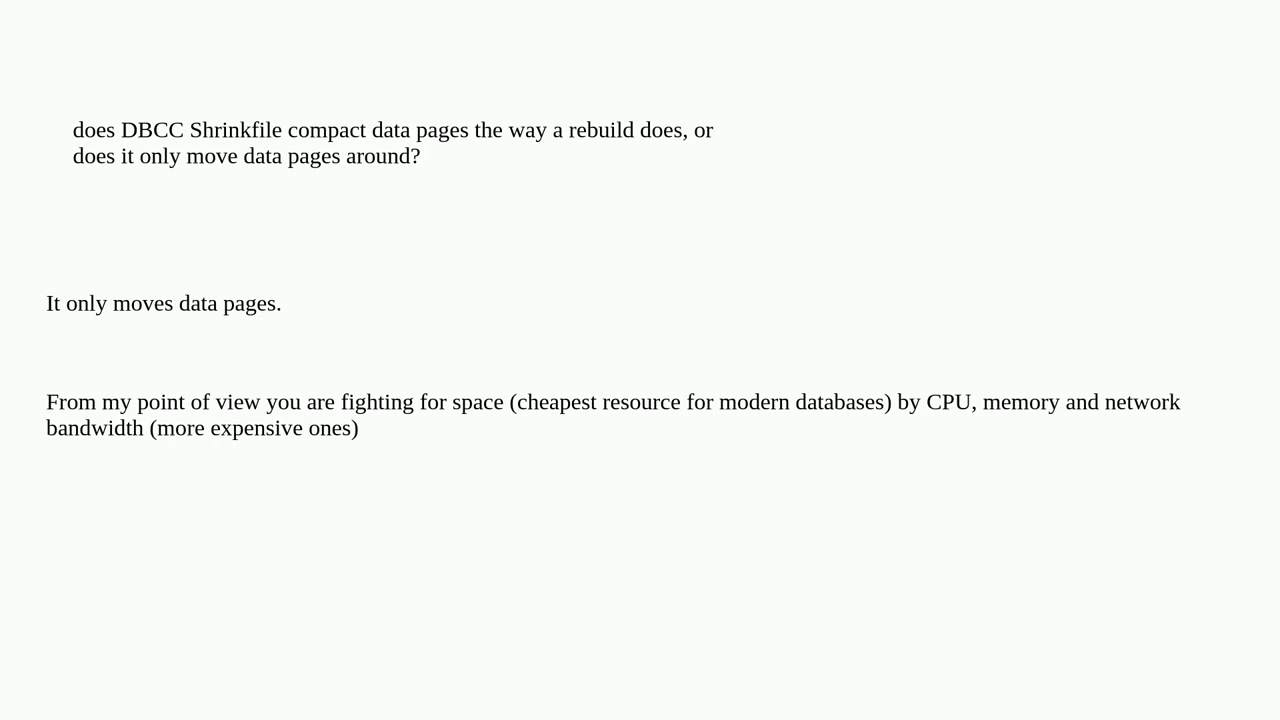 does DBCC Shrinkfile compact data pages the way a rebuild does, or
does it only move data pages around?
It only moves data pages.
From my point of view you are fighting for space (cheapest resource for modern databases) by CPU, memory and network
bandwidth (more expensive ones)